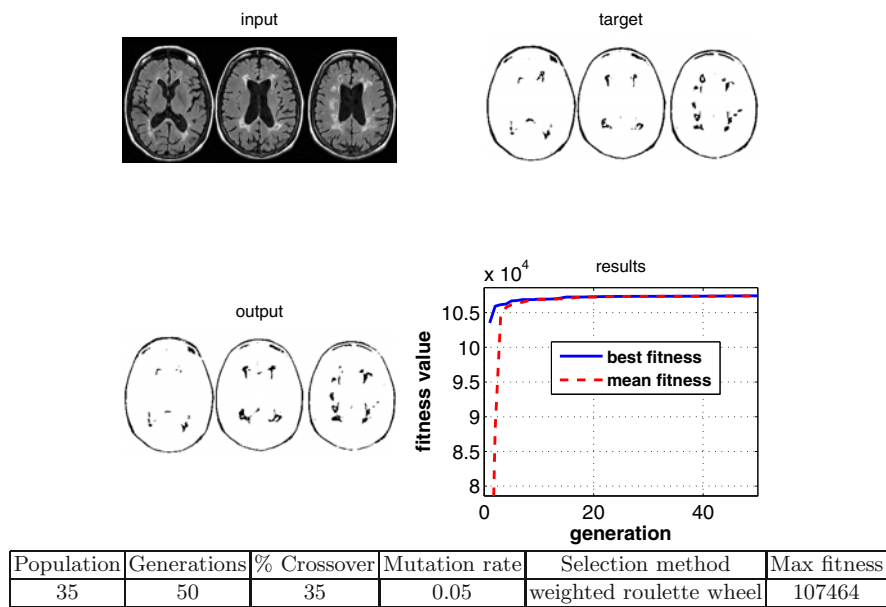 input
target
output
results
x 10^4
10.5
10
9.5
9
8.5
8
fitness value
best fitness
mean fitness
0
20
40
generation
Population Generations % Crossover Mutation rate Selection method Max fitness
35 50 35 0.05 weighted roulette wheel 107464